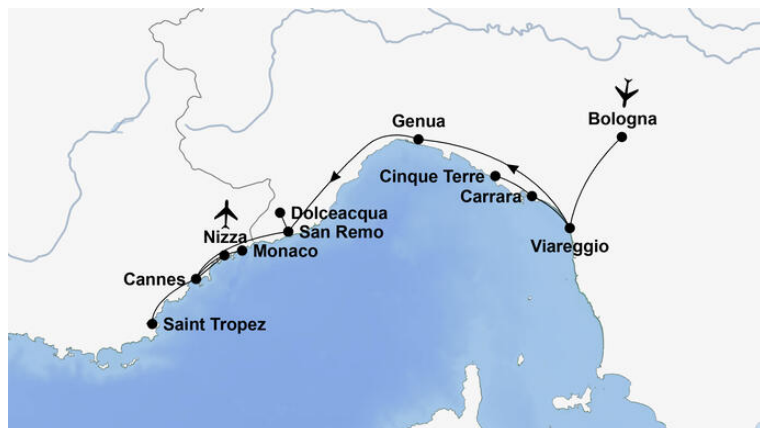 Bologna
Genua
Cinque Terre
Carrara
Dolceacqua
San Remo
Nizza
Viareggio
Monaco
Cannes
Saint Tropez